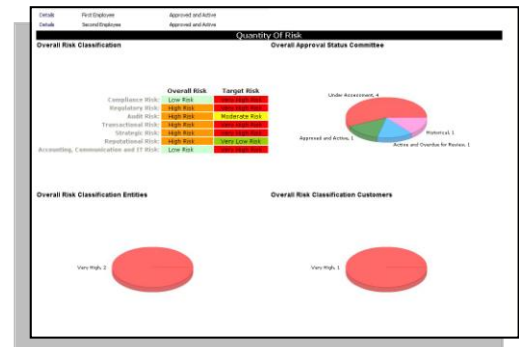 Details First Employee Approved and Active
Details Second Employee Approved and Active
Quantity Of Risk
Overall Risk Classification
Overall Approval Status Committee
Overall Risk Target Risk
Compliance Risk: Low Risk Very High Risk
Regulatory Risk: High Risk Very High Risk
Audit Risk: High Risk Moderate Risk
Transactional Risk: High Risk Very High Risk
Strategic Risk: High Risk Very High Risk
Reputational Risk: High Risk Very Low Risk
Accounting, Communication and IT Risk: Low Risk Very High Risk
Under Assessment, 4
Historical, 1
Approved and Active, 1
Active and Overdue for Review, 1
Overall Risk Classification Entities
Overall Risk Classification Customers
Very High, 2
Very High, 1